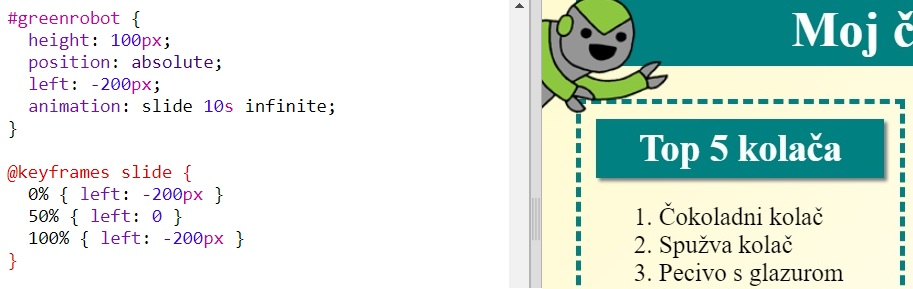 #greenrobot {
  height: 100px;
  position: absolute;
  left: -200px;
  animation: slide 10s infinite;
}

@keyframes slide {
  0% { left: -200px }
  50% { left: 0 }
  100% { left: -200px }
}
Moj č
Top 5 kolača
1. Čokoladni kolač
2. Spužva kolač
3. Pecivo s glazurom